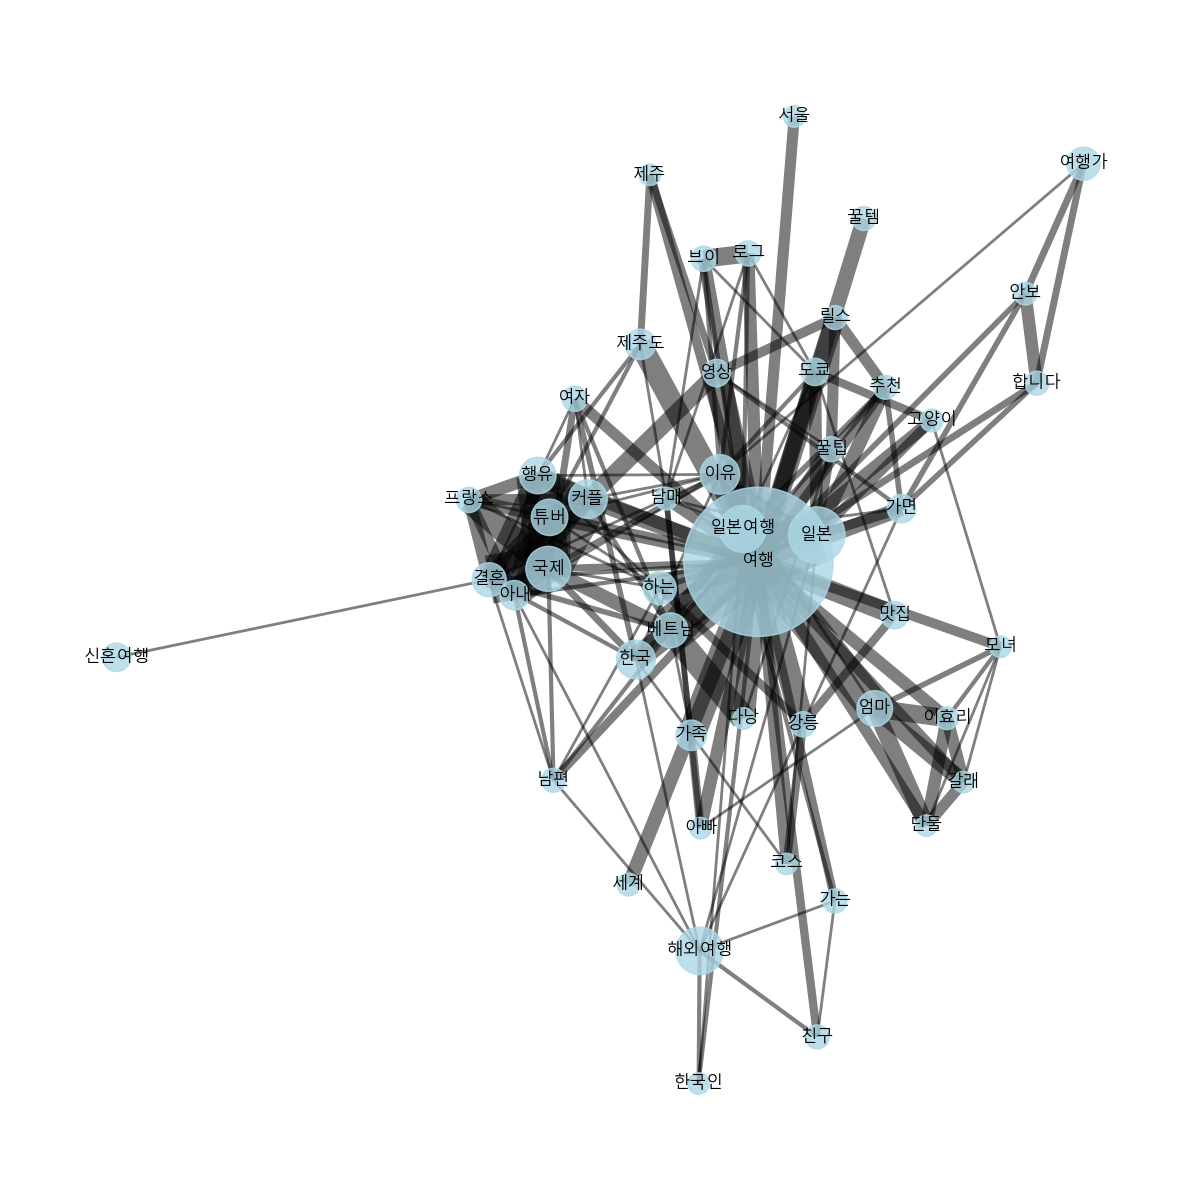 서울
여행가
제주
꿀템
브이
로그
안보
릴스
제주도
영상
도쿄
합니다
추천
여자
고양이
꿀팁
행유
이유
프랑스
커플
남매
가면
튜버
일본여행
일본
여행
국제
결혼
아내
하는
맛집
베트남
모녀
신혼여행
한국
엄마
이효리
다낭
강릉
가족
남편
갈래
단둘
아빠
코스
세계
가는
해외여행
친구
한국인